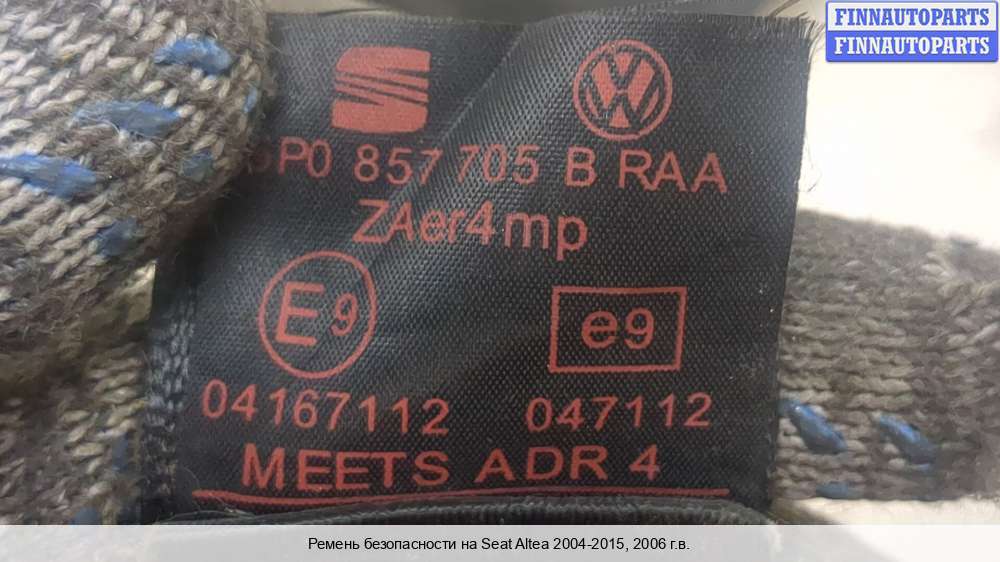 FINNAUTOPARTS
FINNAUTOPARTS
P0 857 705 B RAA
ZAer4mp
E9 e9
04167112 047112
MEETS ADR 4
Ремень безопасности на Seat Altea 2004-2015, 2006 г.в.